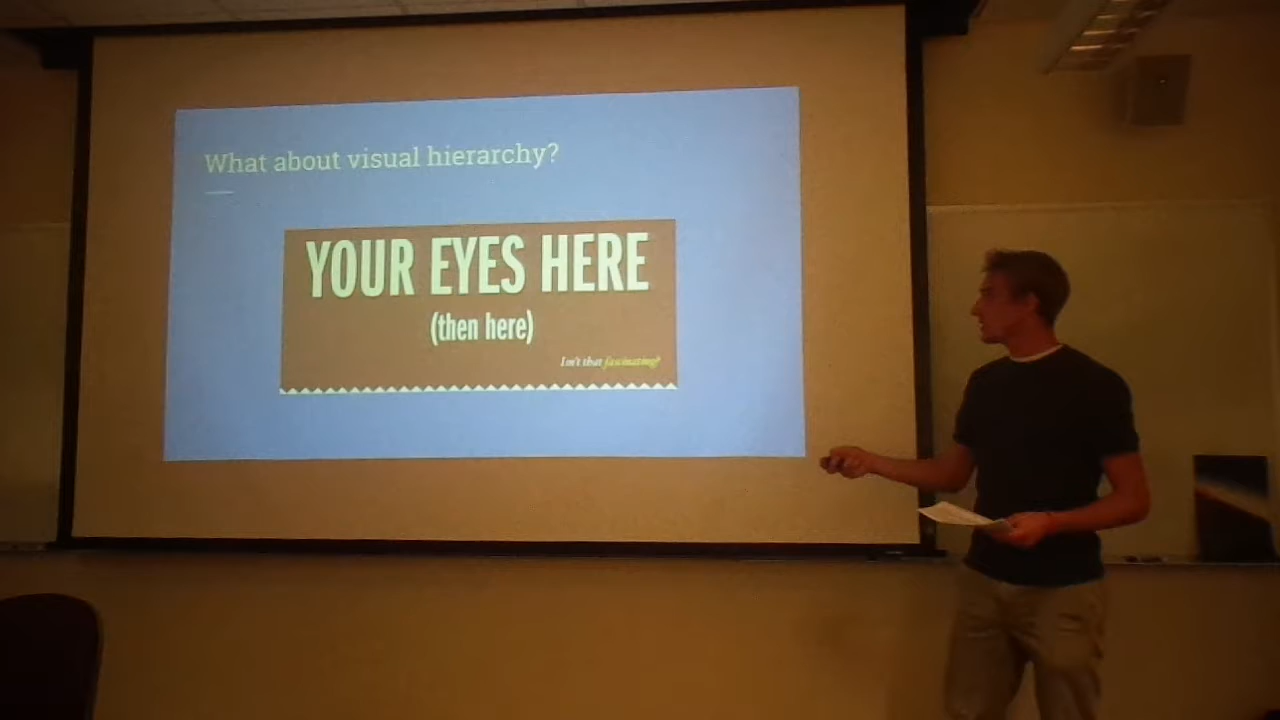 What about visual hierarchy?
YOUR EYES HERE
(then here)
Isn't that fascinating?